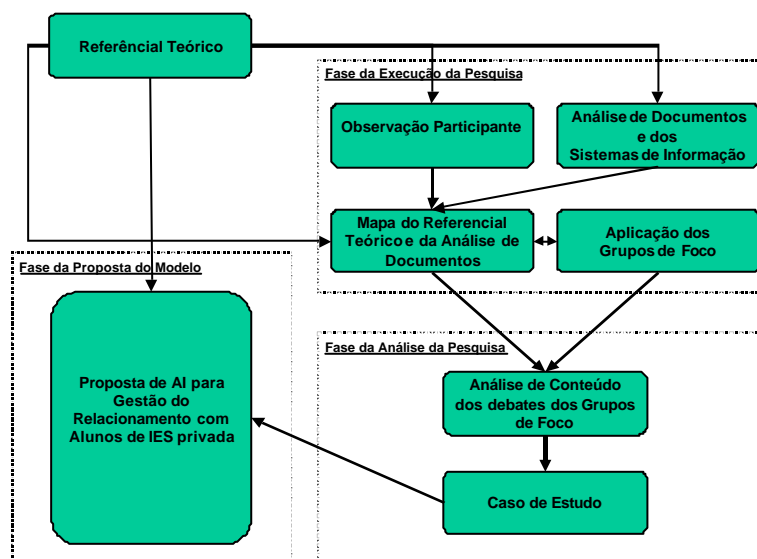 Referêncial Teórico
Fase da Execução da Pesquisa
Observação Participante
Análise de Documentos
e dos
Sistemas de Informação
Mapa do Referencial
Teórico e da Análise de
Documentos
Aplicação dos
Grupos de Foco
Fase da Proposta do Modelo
Proposta de AI para
Gestão do
Relacionamento com
Alunos de IES privada
Fase da Análise da Pesquisa
Análise de Conteúdo
dos debates dos Grupos
de Foco
Caso de Estudo